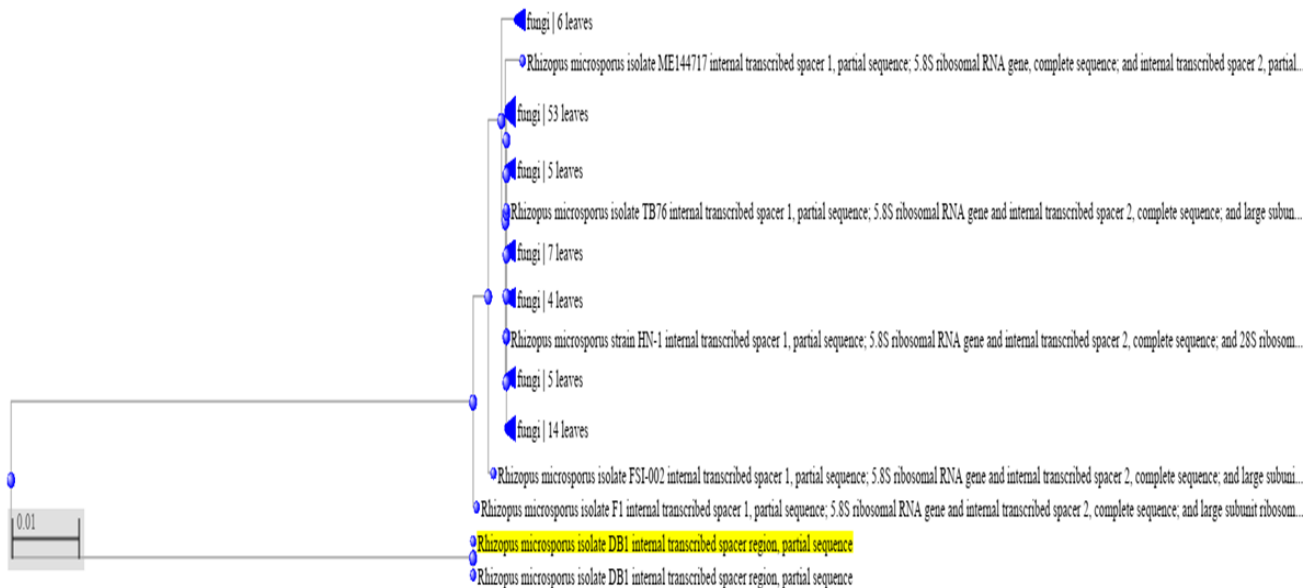 fungi | 6 leaves
Rhizopus microsporus isolate ME144717 internal transcribed spacer 1, partial sequence; 5.8S ribosomal RNA gene, complete sequence; and internal transcribed spacer 2, partial...
fungi | 53 leaves
fungi | 5 leaves
Rhizopus microsporus isolate TB76 internal transcribed spacer 1, partial sequence; 5.8S ribosomal RNA gene and internal transcribed spacer 2, complete sequence; and large subun...
fungi | 7 leaves
fungi | 4 leaves
Rhizopus microsporus strain HN-1 internal transcribed spacer 1, partial sequence; 5.8S ribosomal RNA gene and internal transcribed spacer 2, complete sequence; and 28S ribosom...
fungi | 5 leaves
fungi | 14 leaves
Rhizopus microsporus isolate FSI-002 internal transcribed spacer 1, partial sequence; 5.8S ribosomal RNA gene and internal transcribed spacer 2, complete sequence; and large subuni...
Rhizopus microsporus isolate F1 internal transcribed spacer 1, partial sequence; 5.8S ribosomal RNA gene and internal transcribed spacer 2, complete sequence; and large subunit ribosom...
0.01
Rhizopus microsporus isolate DB1 internal transcribed spacer region, partial sequence
Rhizopus microsporus isolate DB1 internal transcribed spacer region, partial sequence